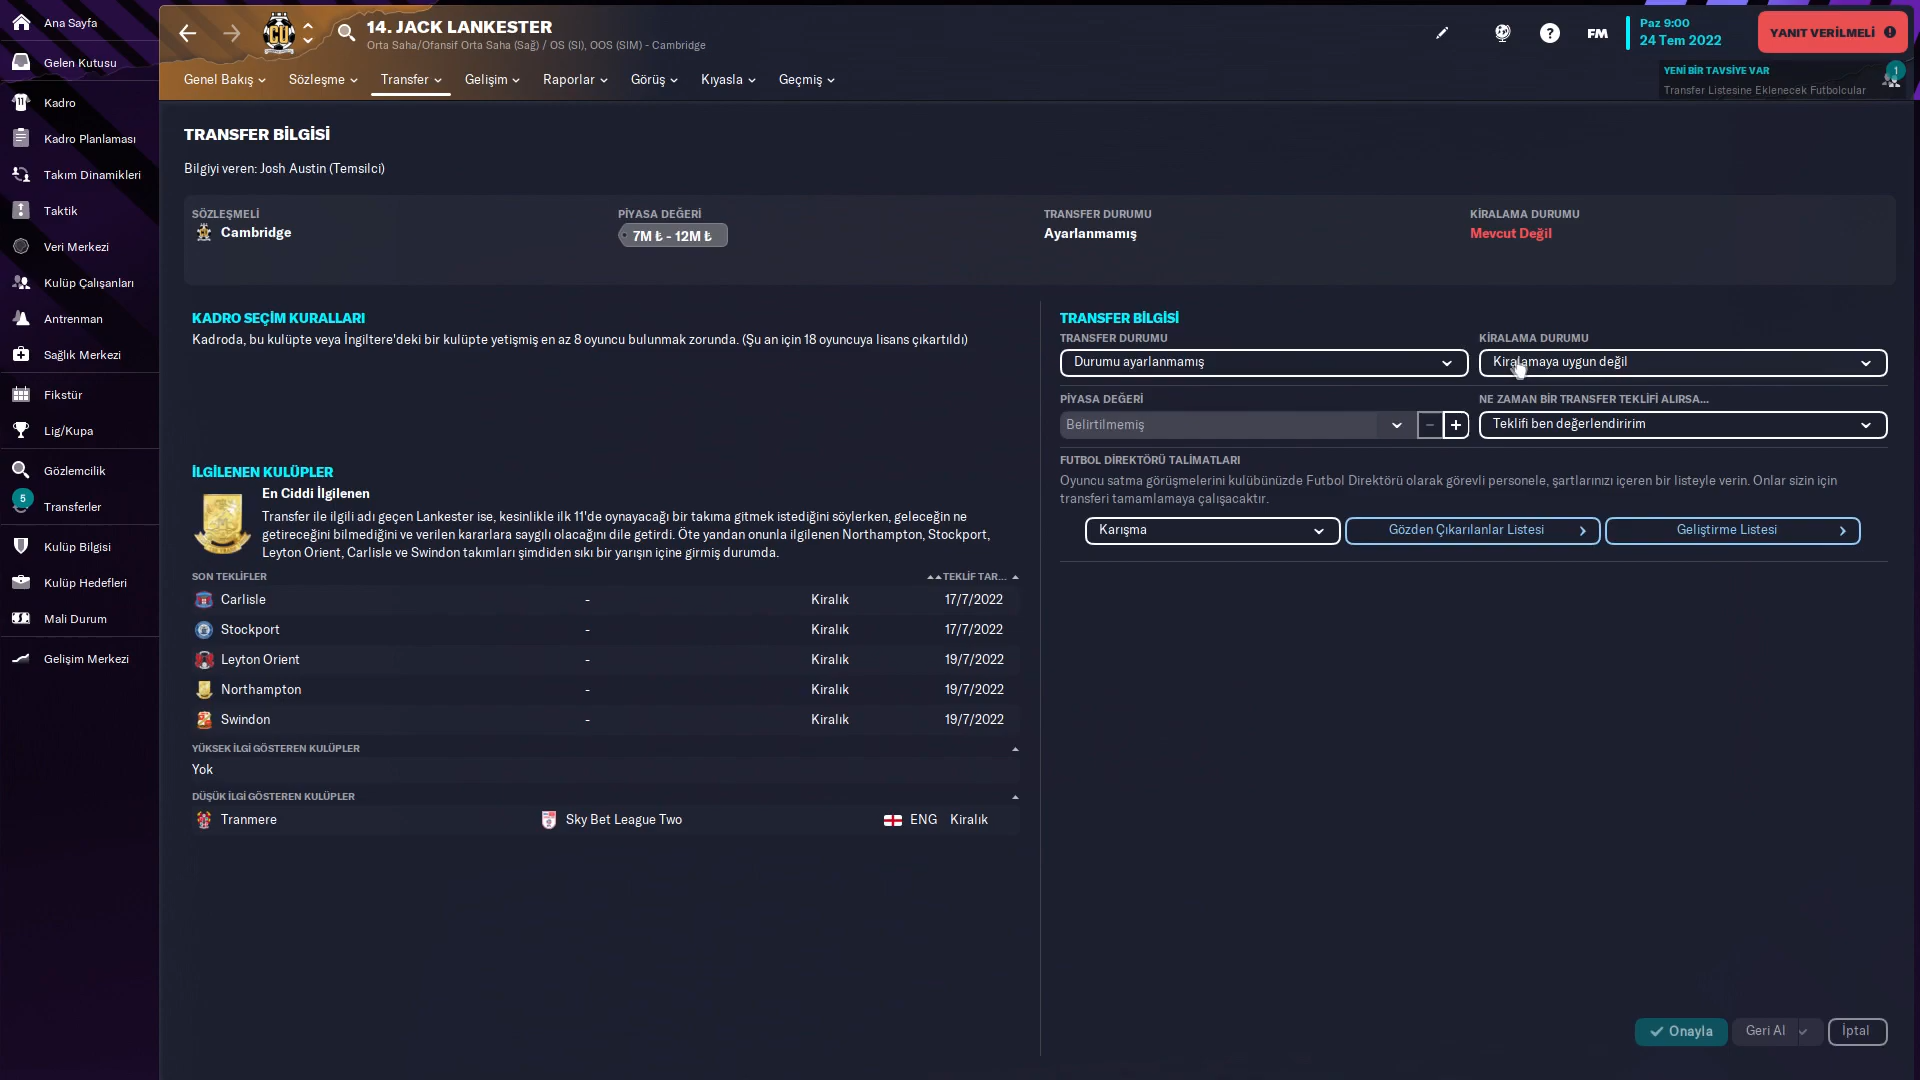 Ana Sayfa
Gelen Kutusu
Kadro
Kadro Planlaması
Takım Dinamikleri
Taktik
Veri Merkezi
Kulüp Çalışanları
Antrenman
Sağlık Merkezi
Fikstür
Lig/Kupa
Gözlemcilik
5
Transferler
Kulüp Bilgisi
Kulüp Hedefleri
Mali Durum
Gelişim Merkezi
14. JACK LANKESTER
Orta Saha/Ofansif Orta Saha (Sağ) / OS (SI), OOS (SIM) - Cambridge
FM
Paz 9:00
24 Tem 2022
YANIT VERİLMELİ
Genel Bakış
Sözleşme
Transfer
Gelişim
Raporlar
Görüş
Kıyasla
Geçmiş
YENİ BİR TAVSİYE VAR
1
Transfer Listesine Eklenecek Futbolcular
TRANSFER BİLGİSİ
Bilgiyi veren: Josh Austin (Temsilci)
SÖZLEŞMELİ
Cambridge
PİYASA DEĞERİ
7M ₺ - 12M ₺
TRANSFER DURUMU
Ayarlanmamış
KİRALAMA DURUMU
Mevcut Değil
KADRO SEÇİM KURALLARI
Kadroda, bu kulüpte veya İngiltere'deki bir kulüpte yetişmiş en az 8 oyuncu bulunmak zorunda. (Şu an için 18 oyuncuya lisans çıkartıldı)
İLGİLENEN KULÜPLER
En Ciddi İlgilenen
Transfer ile ilgili adı geçen Lankester ise, kesinlikle ilk 11'de oynayacağı bir takıma gitmek istediğini söylerken, geleceğin ne
getireceğini bilmediğini ve verilen kararlara saygılı olacağını dile getirdi. Öte yandan onunla ilgilenen Northampton, Stockport,
Leyton Orient, Carlisle ve Swindon takımları şimdiden sıkı bir yarışın içine girmiş durumda.
SON TEKLİFLER TEKLİF TAR...
Carlisle - Kiralık 17/7/2022
Stockport - Kiralık 17/7/2022
Leyton Orient - Kiralık 19/7/2022
Northampton - Kiralık 19/7/2022
Swindon - Kiralık 19/7/2022
YÜKSEK İLGİ GÖSTEREN KULÜPLER
Yok
DÜŞÜK İLGİ GÖSTEREN KULÜPLER
Tranmere Sky Bet League Two ENG Kiralık
TRANSFER BİLGİSİ
TRANSFER DURUMU
Durumu ayarlanmamış
KİRALAMA DURUMU
Kiralamaya uygun değil
PİYASA DEĞERİ
Belirtilmemiş
NE ZAMAN BİR TRANSFER TEKLİFİ ALIRSA...
Teklifi ben değerlendiririm
FUTBOL DİREKTÖRÜ TALİMATLARI
Oyuncu satma görüşmelerini kulübünüzde Futbol Direktörü olarak görevli personele, şartlarınızı içeren bir listeyle verin. Onlar sizin için
transferi tamamlamaya çalışacaktır.
Karışma
Gözden Çıkarılanlar Listesi
Geliştirme Listesi
Onayla
Geri Al
İptal